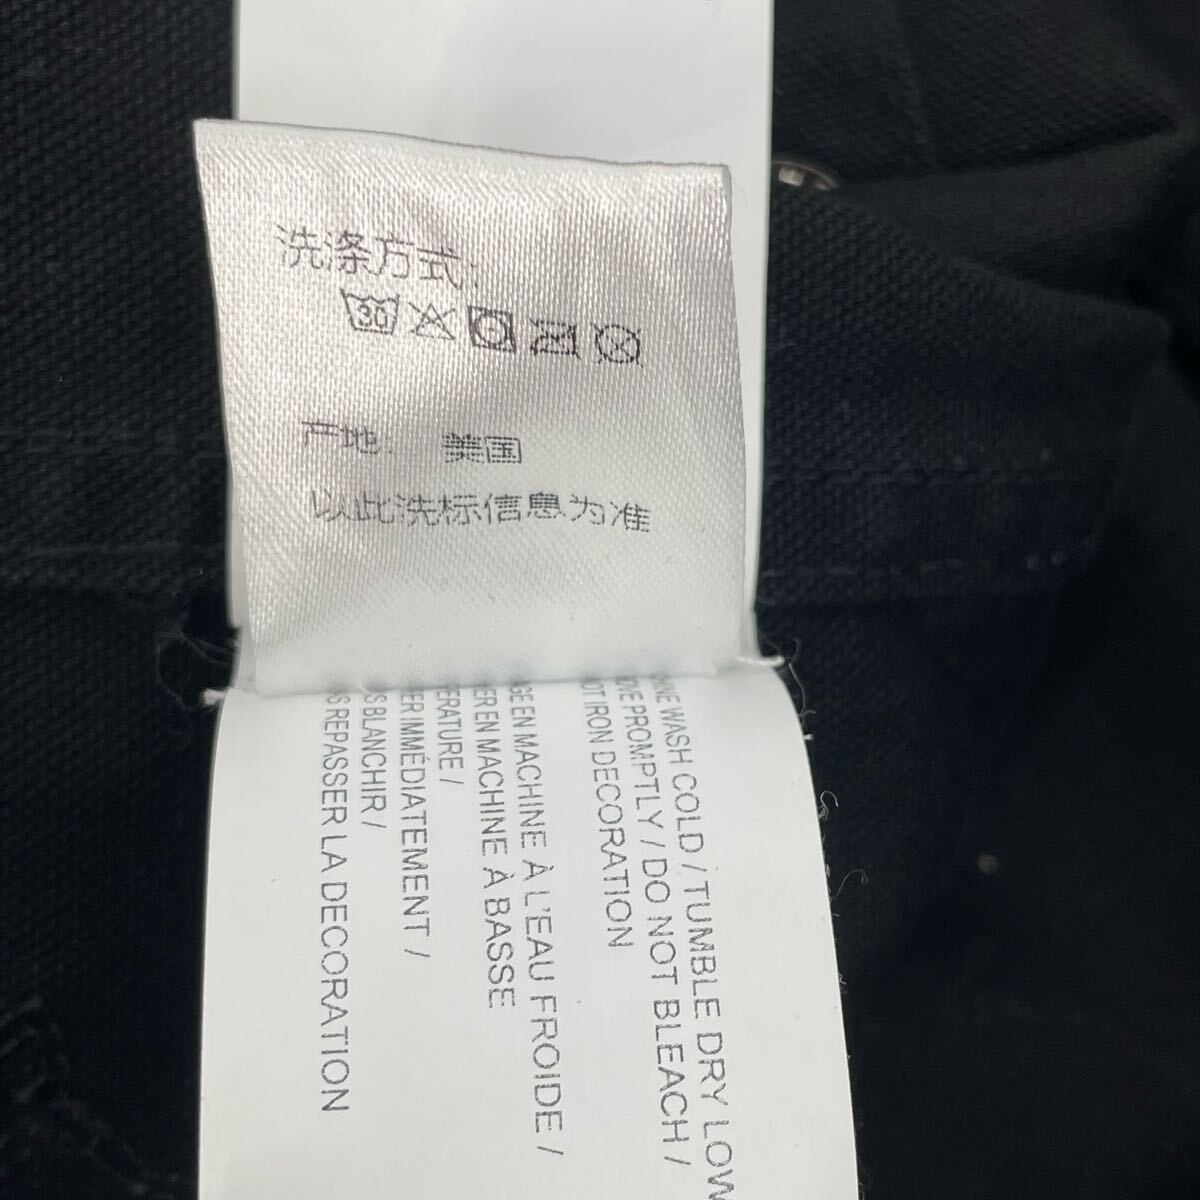 洗涤方式:
30
产地: 美国
以此洗标信息为准
WASH COLD / TUMBLE DRY LOW
PROMPTLY / DO NOT BLEACH /
IRON DECORATION
EN MACHINE À L'EAU FROIDE /
EN MACHINE À BASSE
IMMÉDIATEMENT /
BLANCHIR /
REPASSER LA DECORATION